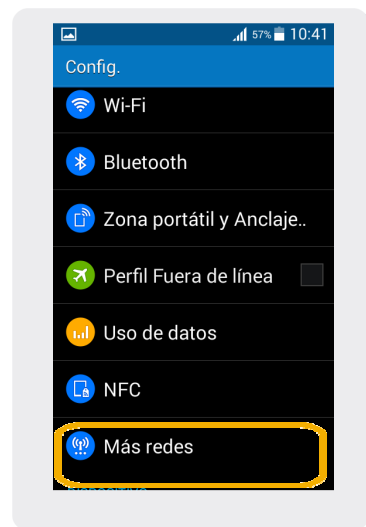 57% 10:41
Config.
Wi-Fi
Bluetooth
Zona portátil y Anclaje..
Perfil Fuera de línea
Uso de datos
NFC
Más redes